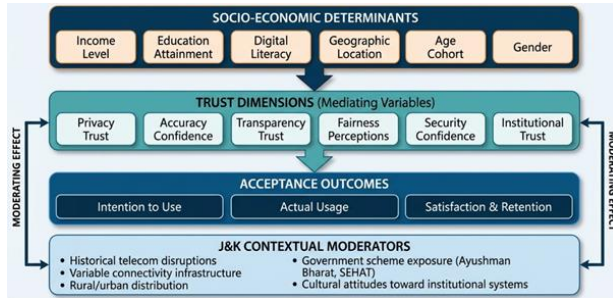 SOCIO-ECONOMIC DETERMINANTS
Income
Level
Education
Attainment
Digital
Literacy
Geographic
Location
Age
Cohort
Gender
TRUST DIMENSIONS (Mediating Variables)
Privacy
Trust
Accuracy
Confidence
Transparency
Trust
Fairness
Perceptions
Security
Confidence
Institutional
Trust
MODERATING EFFECT
MODERATING EFFECT
ACCEPTANCE OUTCOMES
Intention to Use
Actual Usage
Satisfaction & Retention
J&K CONTEXTUAL MODERATORS
• Historical telecom disruptions
• Variable connectivity infrastructure
• Rural/urban distribution
• Government scheme exposure (Ayushman
Bharat, SEHAT)
• Cultural attitudes toward institutional systems